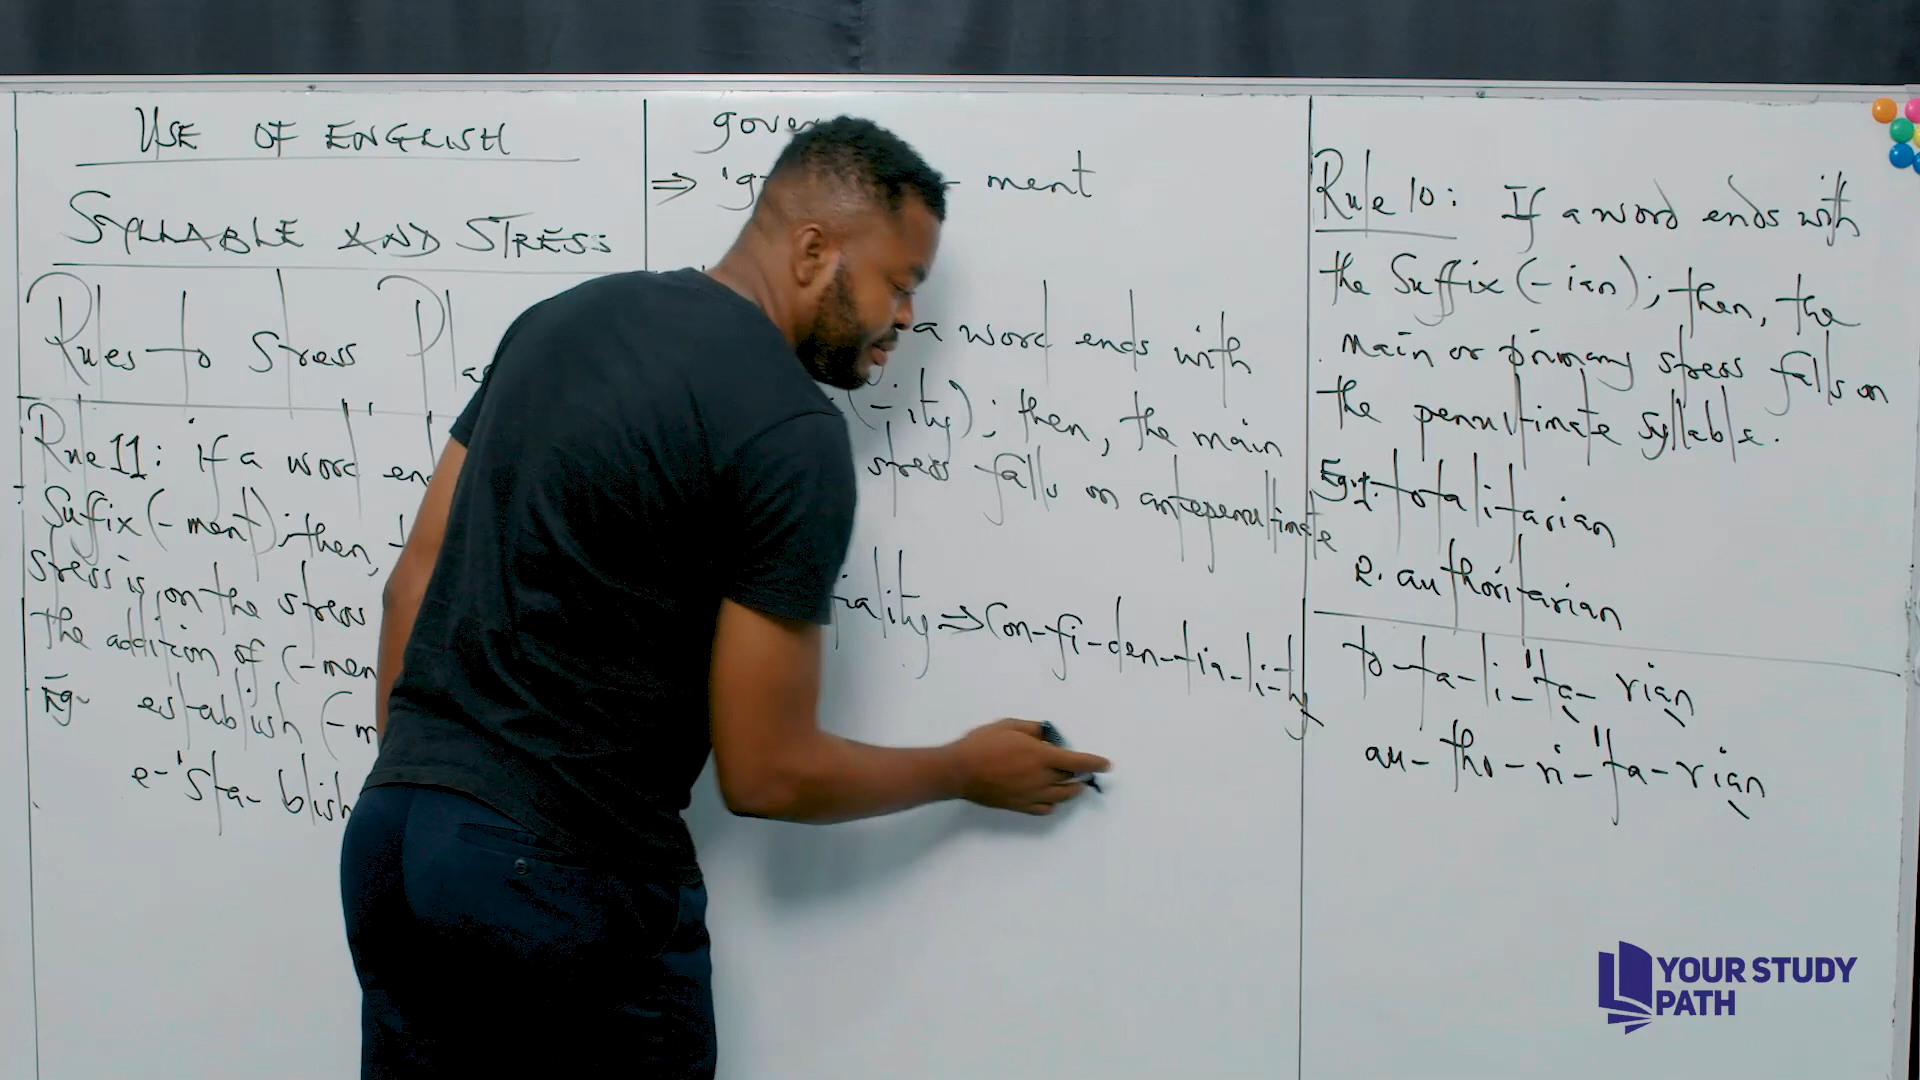 USE OF ENGLISH
SYLLABLE AND STRESS
Rules to Stress
Rule 11: If a word
Suffix (-ment); then,
stress is on the stress
the addition of (-men
Eg- establish (-m
e-'sta-blish
⇒ - ment
a word ends with
(-ity); then, the main
stress falls on antepenultimate
⇒ Con-fi-den-tia-li-ty
Rule 10: If a word ends with
the Suffix (-ian); then, the
main or primary stress falls on
the penultimate syllable.
Eg. 1. totalitarian
2. authoritarian
to-ta-li-"ta-rian
au-tho-ri-"ta-rian
YOUR STUDY
PATH